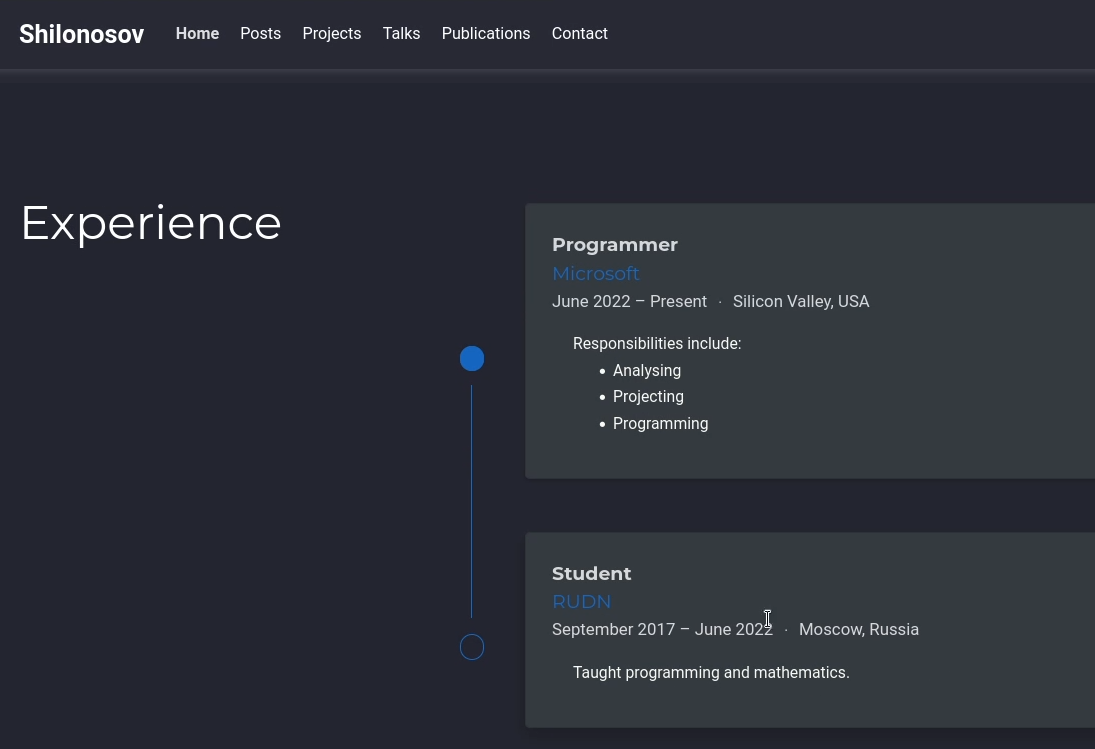 Shilonosov Home Posts Projects Talks Publications Contact
Experience
Programmer
Microsoft
June 2022 – Present · Silicon Valley, USA
Responsibilities include:
• Analysing
• Projecting
• Programming
Student
RUDN
September 2017 – June 2022 · Moscow, Russia
Taught programming and mathematics.